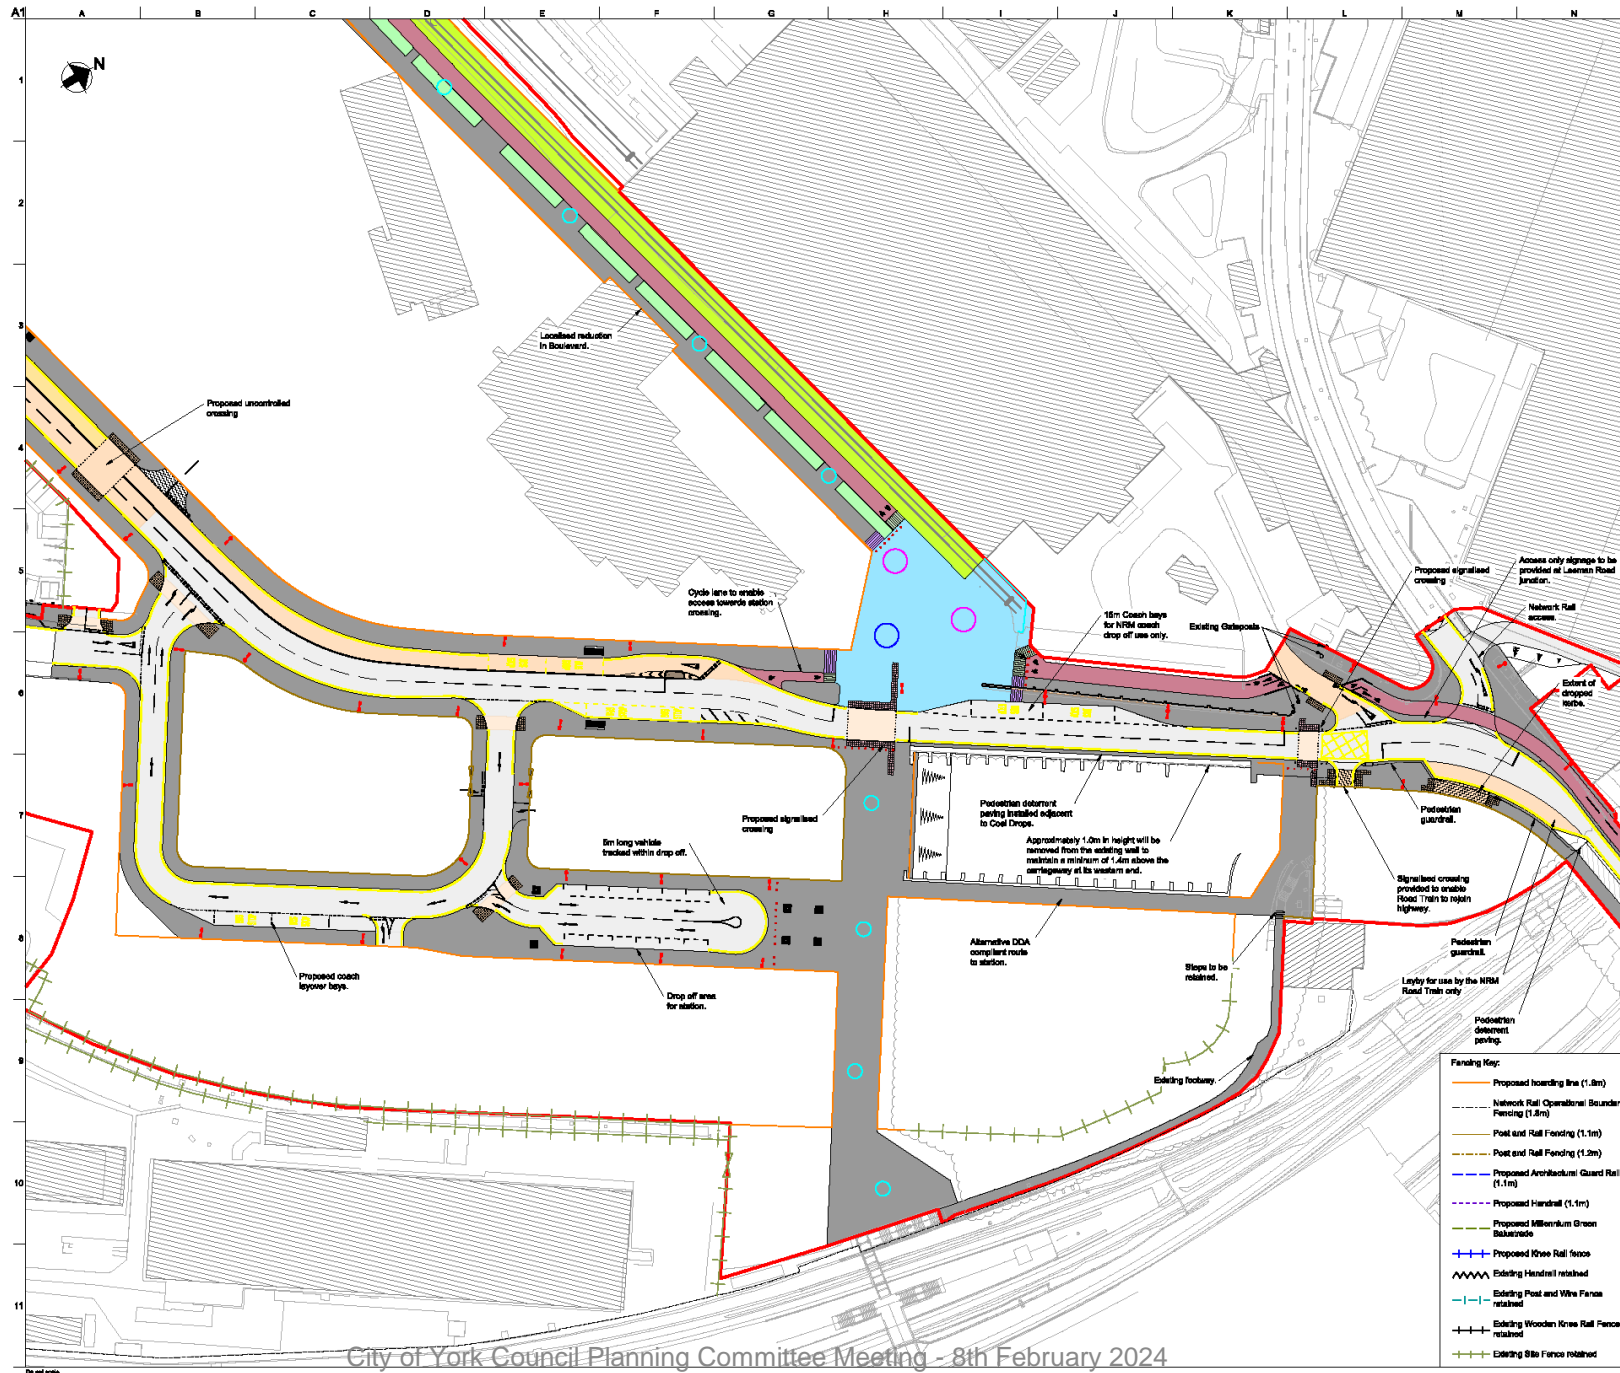 A1 A B C D E F G H I J K L M N
1
2
3
4
5
6
7
8
9
10
11
N
Localised reduction
in Boulevard.
Proposed uncontrolled
crossing
Cycle lane to enable
access towards station
crossing.
15m Coach bays
for NRM coach
drop off use only.
Existing Gateposts
Proposed signalised
crossing
Access only signage to be
provided at Leeman Road
junction.
Network Rail
access.
Extent of
dropped
kerbs.
Proposed signalised
crossing
Pedestrian deterrent
paving installed adjacent
to Coal Drops.
Approximately 1.0m in height will be
removed from the existing wall to
maintain a minimum of 1.4m above the
carriageway at its western end.
Pedestrian
guardrail.
5m long vehicle
tracked within drop off.
Signalised crossing
provided to enable
Road Train to rejoin
highway.
Alternative DDA
compliant route
to station.
Steps to be
retained.
Pedestrian
guardrail.
Layby for use by the NRM
Road Train only
Pedestrian
deterrent
paving.
Proposed coach
layover bays.
Drop off area
for station.
Existing footway.
Fencing Key:
Proposed hoarding line (1.8m)
Network Rail Operational Boundar
Fencing (1.8m)
Post and Rail Fencing (1.1m)
Post and Rail Fencing (1.2m)
Proposed Architectural Guard Rail
(1.1m)
Proposed Handrail (1.1m)
Proposed Millennium Green
Balustrade
Proposed Knee Rail fence
Existing Handrail retained
Existing Post and Wire Fence
retained
Existing Wooden Knee Rail Fence
retained
Existing Site Fence retained
City of York Council Planning Committee Meeting - 8th February 2024
Do not scale